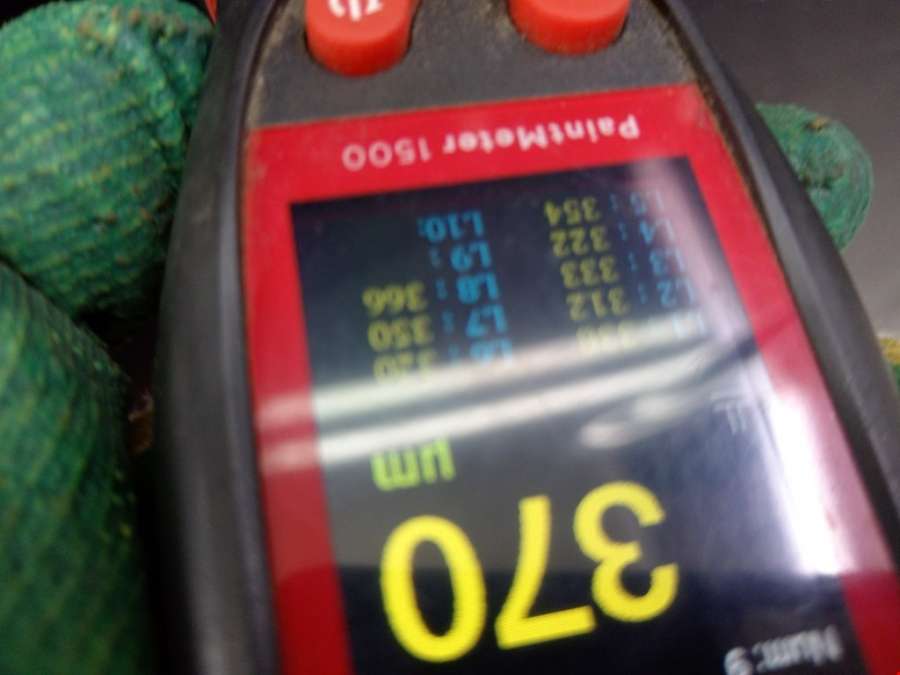 Num: 9
370
µm
L6: 320
L2: 312 L7: 350
L3: 333 L8: 366
L4: 322 L9:
L5: 354 L10:
PaintMeter 1500